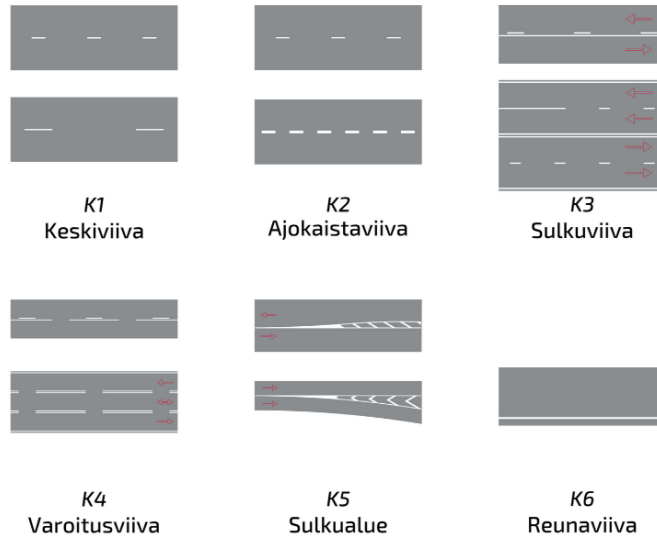 K1
Keskiviiva
K2
Ajokaistaviiva
K3
Sulkuviiva
K4
Varoitusviiva
K5
Sulkualue
K6
Reunaviiva